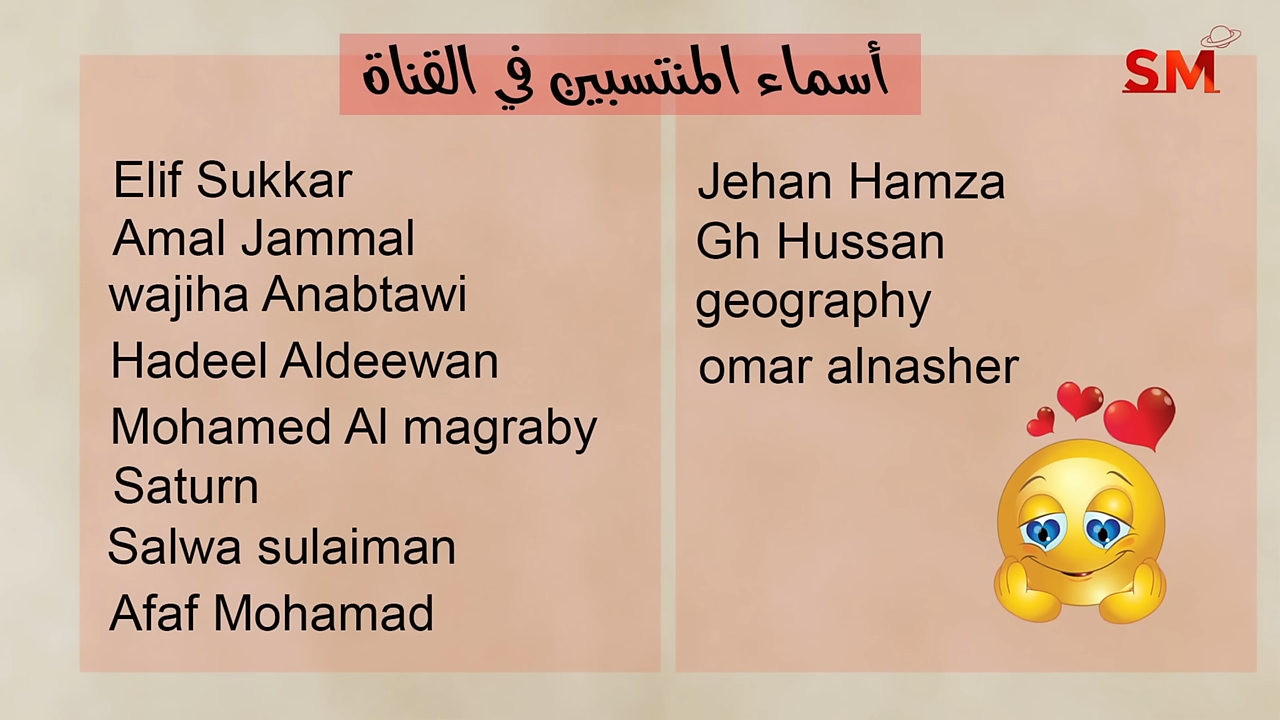 أسماء المنتسبين في القناة
SM
Elif Sukkar
Amal Jammal
wajiha Anabtawi
Hadeel Aldeewan
Mohamed Al magraby
Saturn
Salwa sulaiman
Afaf Mohamad
Jehan Hamza
Gh Hussan
geography
omar alnasher